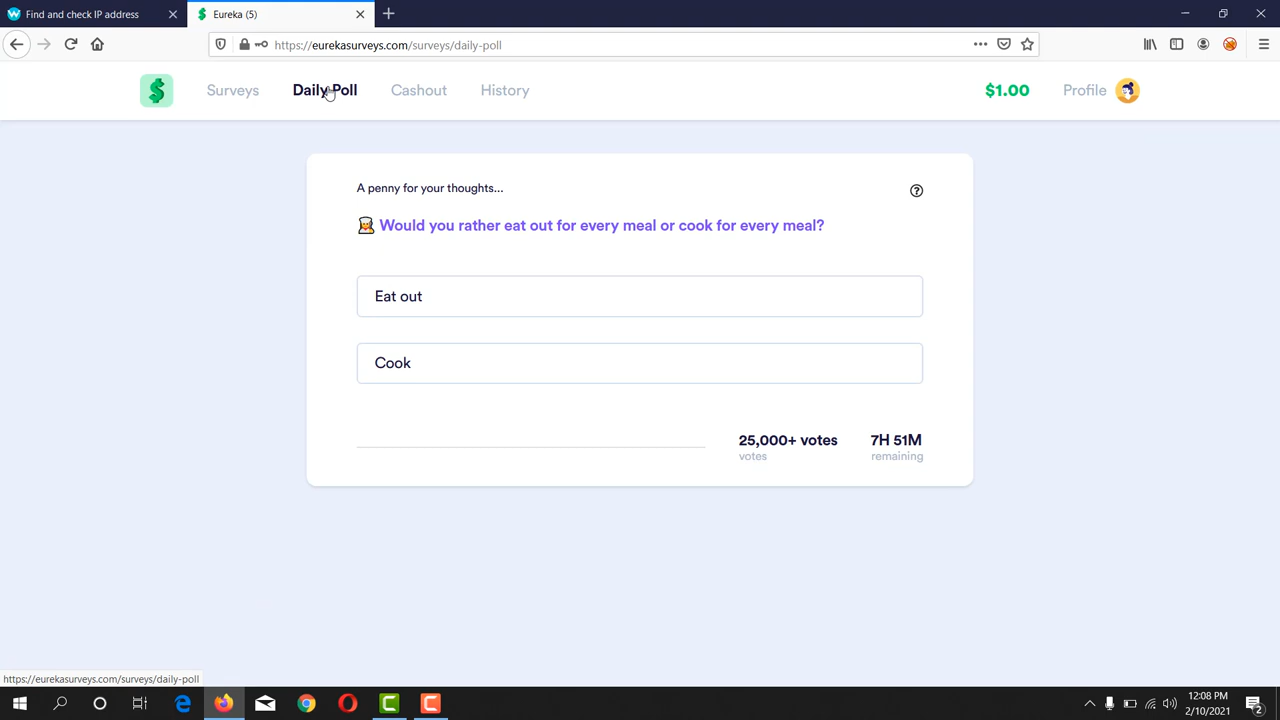 Find and check IP address
Eureka (5)
https://eurekasurveys.com/surveys/daily-poll
Surveys
Daily Poll
Cashout
History
$1.00
Profile
A penny for your thoughts...
Would you rather eat out for every meal or cook for every meal?
Eat out
Cook
25,000+ votes
votes
7H 51M
remaining
https://eurekasurveys.com/surveys/daily-poll
12:08 PM
2/10/2021
2